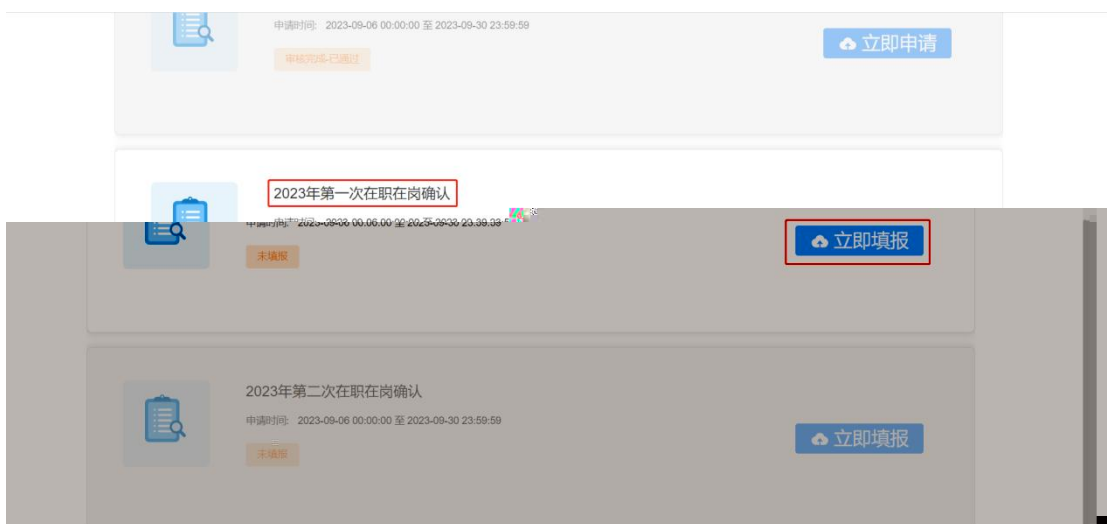 申请时间: 2023-09-06 00:00:00 至 2023-09-30 23:59:59
审核完成-已通过
立即申请
2023年第一次在职在岗确认
未填报
立即填报
2023年第二次在职在岗确认
申请时间: 2023-09-06 00:00:00 至 2023-09-30 23:59:59
未填报
立即填报